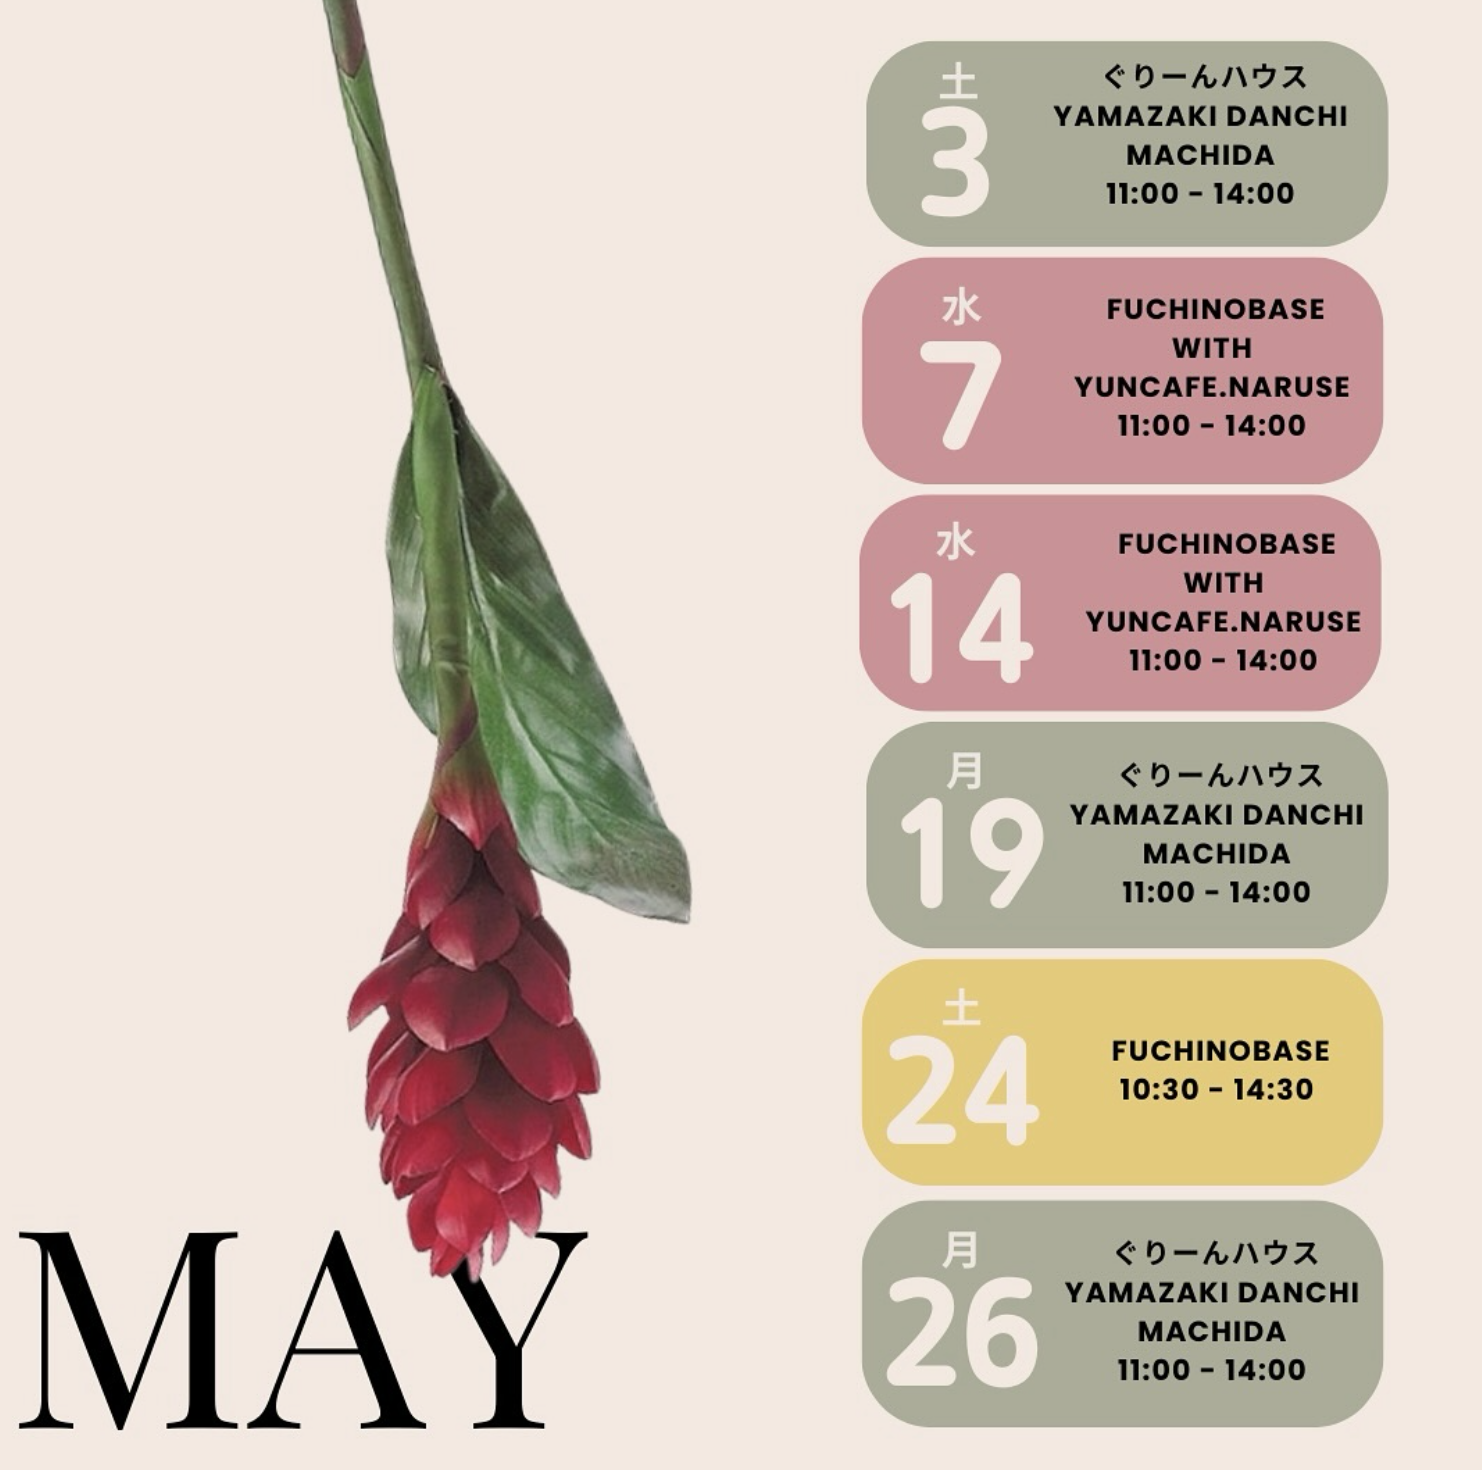 土
3
ぐりーんハウス
YAMAZAKI DANCHI
MACHIDA
11:00 - 14:00
水
7
FUCHINOBASE
WITH
YUNCAFE.NARUSE
11:00 - 14:00
水
14
FUCHINOBASE
WITH
YUNCAFE.NARUSE
11:00 - 14:00
月
19
ぐりーんハウス
YAMAZAKI DANCHI
MACHIDA
11:00 - 14:00
土
24
FUCHINOBASE
10:30 - 14:30
月
26
ぐりーんハウス
YAMAZAKI DANCHI
MACHIDA
11:00 - 14:00
MAY